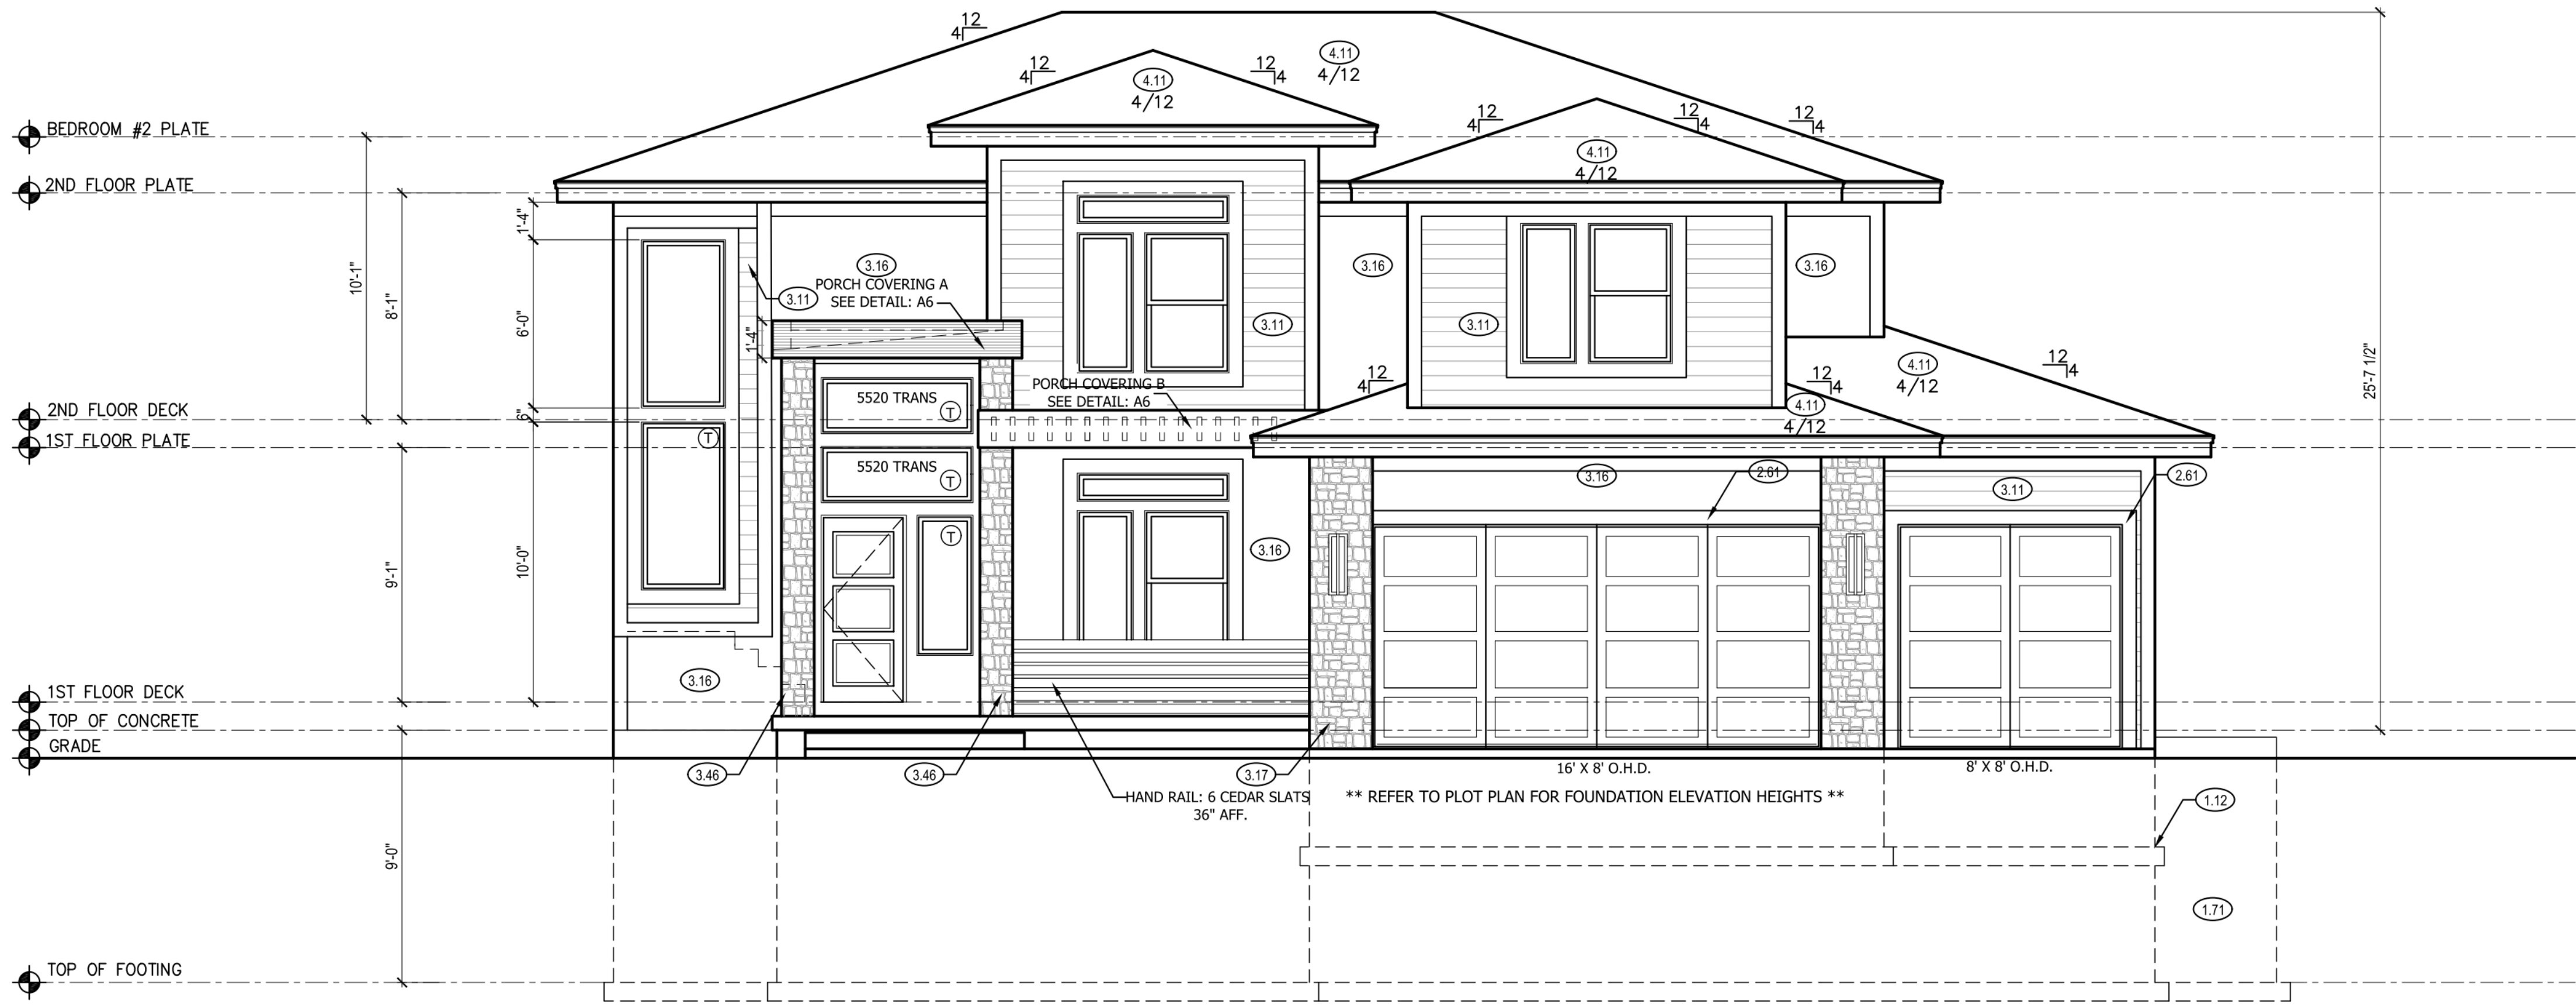 12
4
12
4
12
4
4.11
4/12
4.11
4/12
12
4
12
4
12
4
BEDROOM #2 PLATE
4.11
4/12
2ND FLOOR PLATE
1'-4"
10'-1"
8'-1"
6'-0"
3.16
3.16
3.16
PORCH COVERING A
SEE DETAIL: A6
3.11
1'-4"
3.11
3.11
25'-7 1/2"
12
4
12
4
12
4
4.11
4/12
PORCH COVERING B
SEE DETAIL: A6
5520 TRANS
T
4.11
4/12
2ND FLOOR DECK
6"
1ST FLOOR PLATE
T
5520 TRANS
T
3.16
2.61
3.11
2.61
T
3.16
9'-1"
10'-0"
3.16
1ST FLOOR DECK
TOP OF CONCRETE
GRADE
3.46
3.46
3.17
16' X 8' O.H.D.
8' X 8' O.H.D.
HAND RAIL: 6 CEDAR SLATS
36" AFF.
** REFER TO PLOT PLAN FOR FOUNDATION ELEVATION HEIGHTS **
1.12
9'-0"
1.71
TOP OF FOOTING